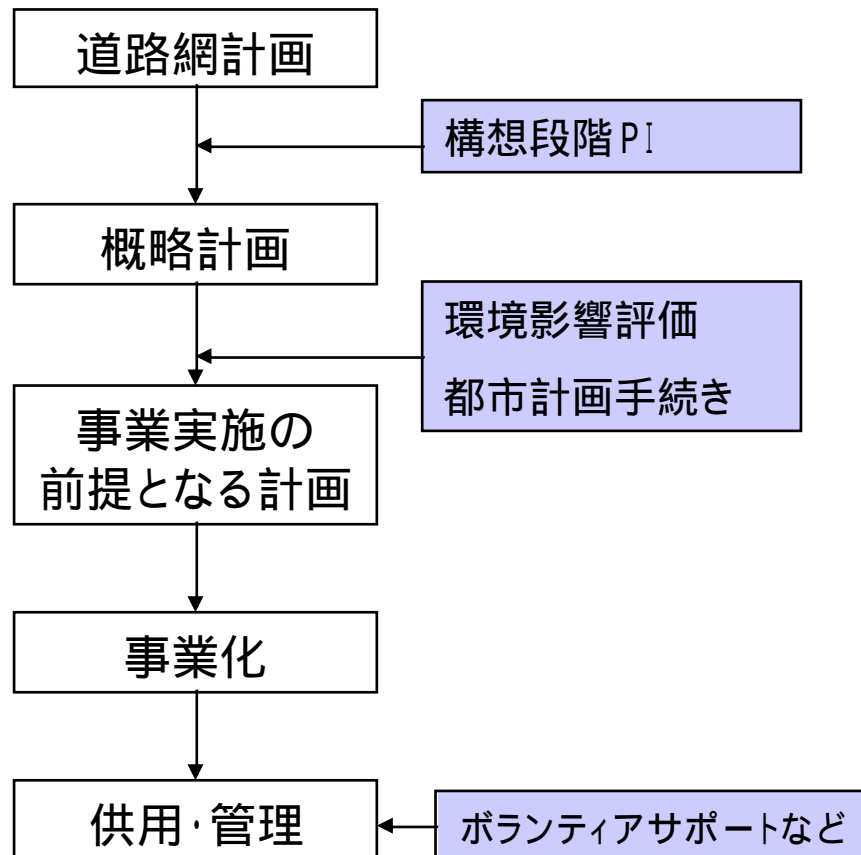 道路網計画
構想段階PI
概略計画
環境影響評価
都市計画手続き
事業実施の
前提となる計画
事業化
供用・管理
ボランティアサポートなど